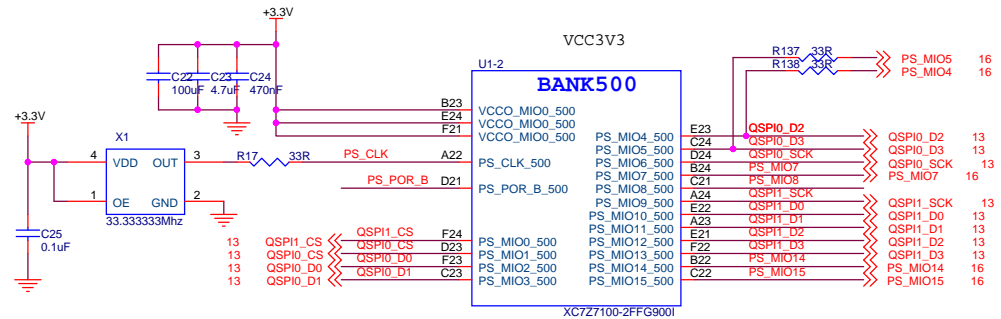 +3.3V
VCC3V3
R137 33R PS_MIO5 16
R138 33R PS_MIO4 16
C22 C23 C24
100uF 4.7uF 470nF
U1-2
BANK500
+3.3V
X1
B23 VCCO_MIO0_500
E24 VCCO_MIO0_500
F21 VCCO_MIO0_500
4 VDD OUT 3 R17 33R PS_CLK A22 PS_CLK_500
1 OE GND 2
33.333333Mhz
PS_POR_B D21 PS_POR_B_500
C25
0.1uF
13 QSPI1_CS QSPI1_CS F24 PS_MIO0_500
13 QSPI0_CS QSPI0_CS D23 PS_MIO1_500
13 QSPI0_D0 QSPI0_D0 F23 PS_MIO2_500
13 QSPI0_D1 QSPI0_D1 C23 PS_MIO3_500
PS_MIO4_500 E23 QSPI0_D2 QSPI0_D2 13
PS_MIO5_500 C24 QSPI0_D3 QSPI0_D3 13
PS_MIO6_500 D24 QSPI0_SCK QSPI0_SCK 13
PS_MIO7_500 B24 PS_MIO7 PS_MIO7 16
PS_MIO8_500 C21 PS_MIO8
PS_MIO9_500 A24 QSPI1_SCK QSPI1_SCK 13
PS_MIO10_500 E22 QSPI1_D0 QSPI1_D0 13
PS_MIO11_500 A23 QSPI1_D1 QSPI1_D1 13
PS_MIO12_500 E21 QSPI1_D2 QSPI1_D2 13
PS_MIO13_500 F22 QSPI1_D3 QSPI1_D3 13
PS_MIO14_500 B22 PS_MIO14 PS_MIO14 16
PS_MIO15_500 C22 PS_MIO15 PS_MIO15 16
XC7Z7100-2FFG900I